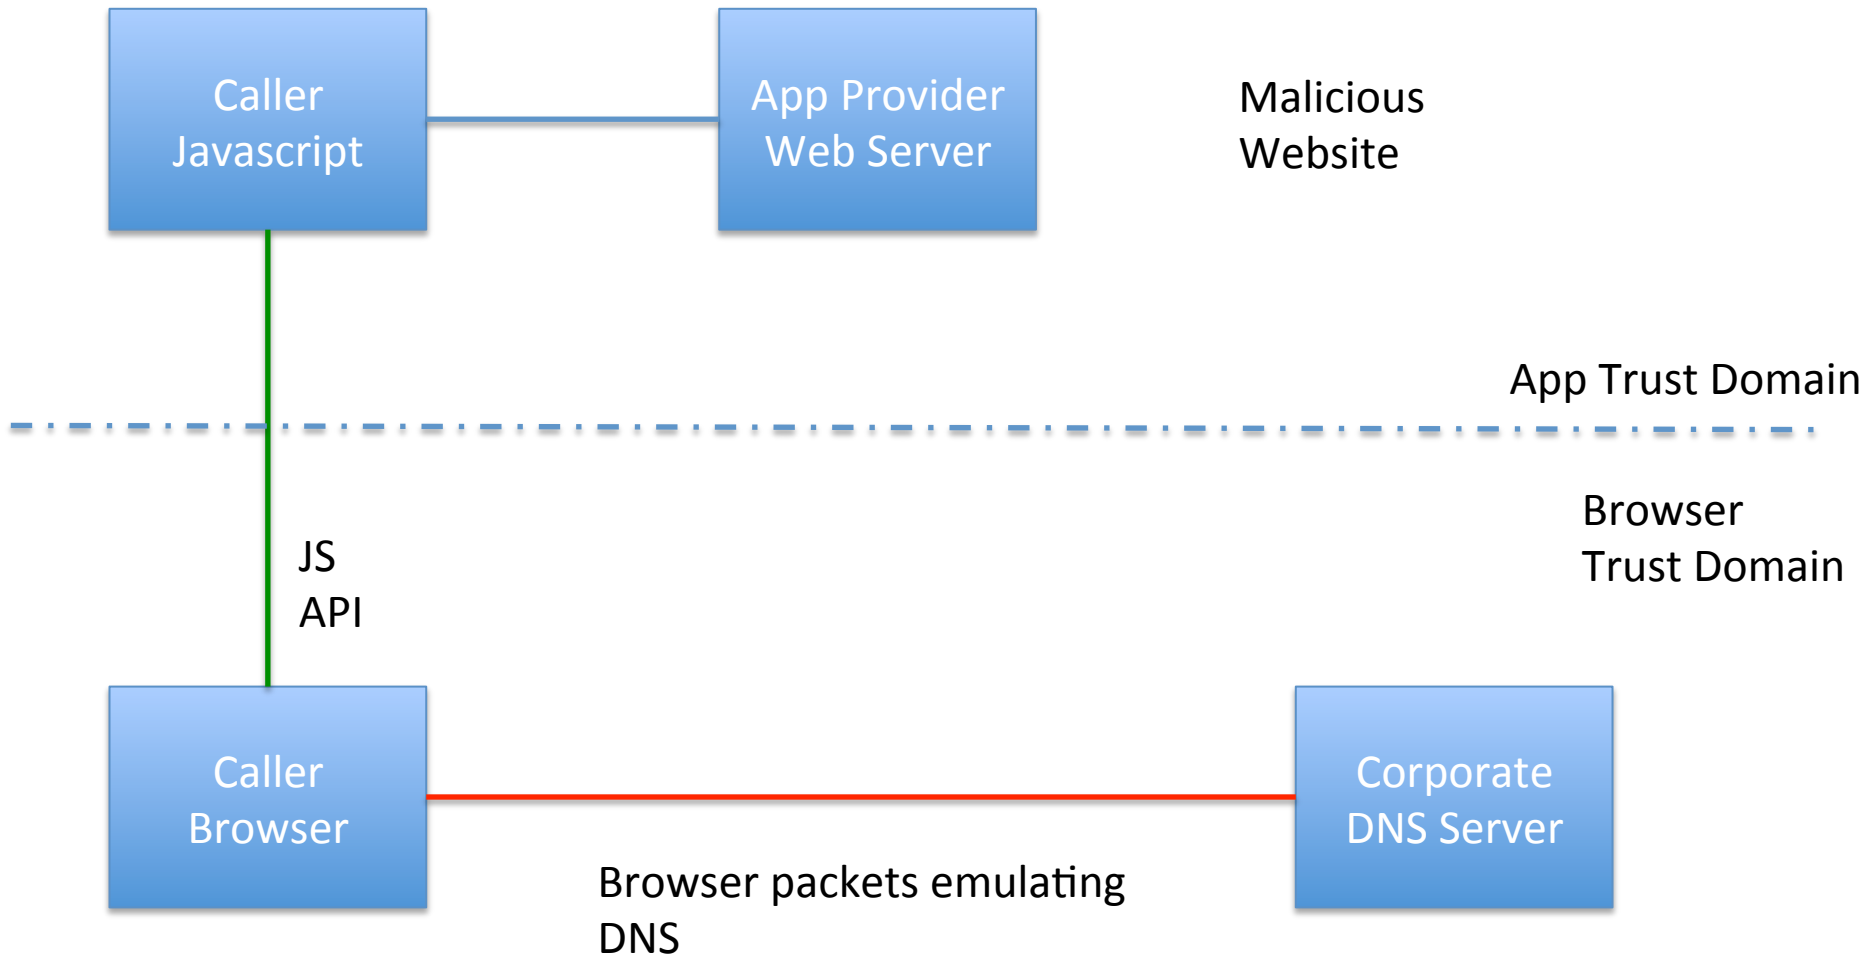 Caller
Javascript
App Provider
Web Server
Malicious
Website
App Trust Domain
Browser
Trust Domain
JS
API
Caller
Browser
Corporate
DNS Server
Browser packets emulating
DNS